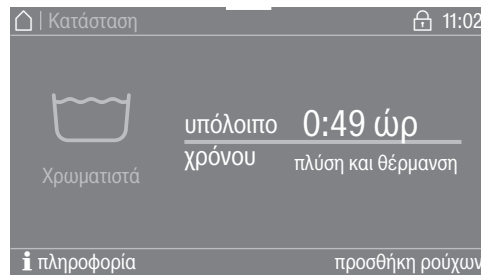 | Κατάσταση 11:02
υπόλοιπο 0:49 ώρ
χρόνου πλύση και θέρμανση
Χρωματιστά
i πληροφορία προσθήκη ρούχων